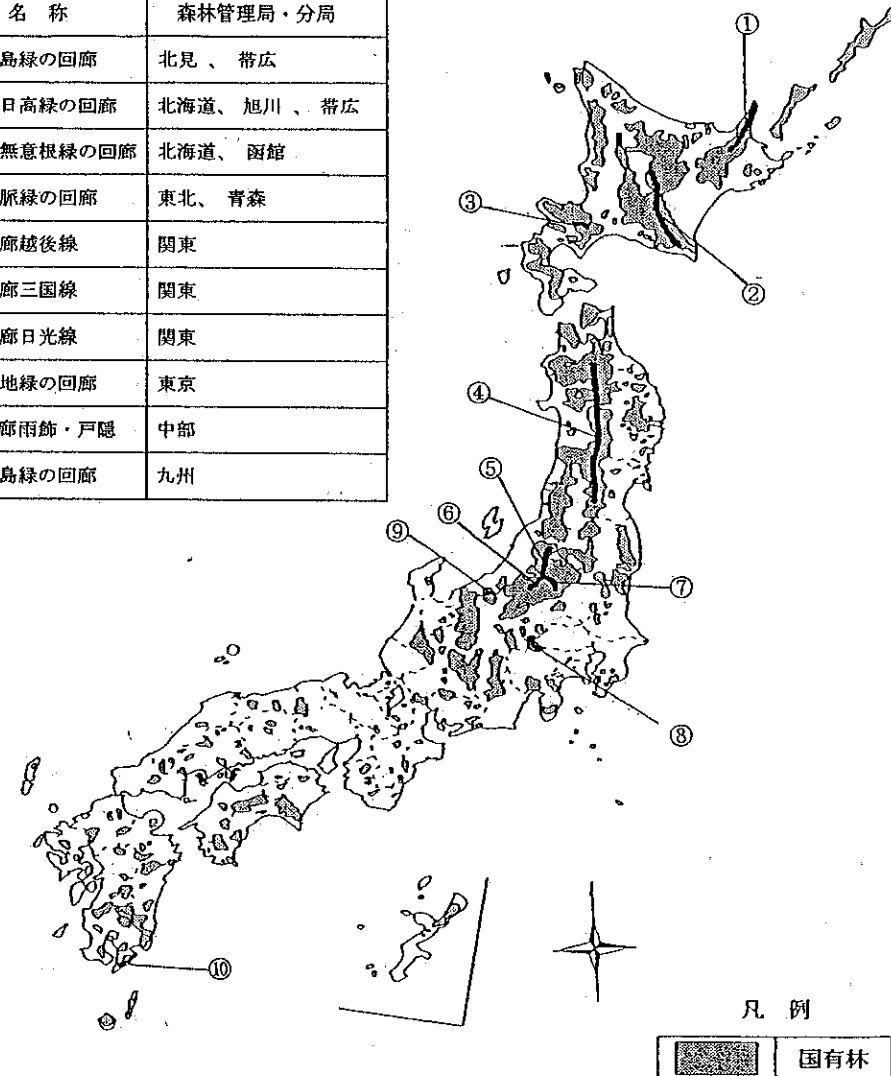 名 称 森林管理局・分局
島緑の回廊 北見 、 帯広
日高緑の回廊 北海道、 旭川 、 帯広
無意根緑の回廊 北海道、 函館
脈緑の回廊 東北、 青森
廊越後線 関東
廊三国線 関東
廊日光線 関東
地緑の回廊 東京
廊雨飾・戸隠 中部
島緑の回廊 九州
①
②
③
④
⑤
⑥
⑦
⑨
⑧
⑩
凡 例
国有林